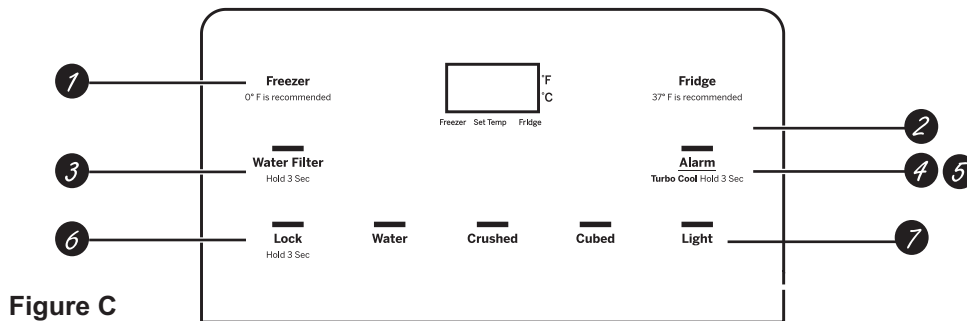 1
Freezer
0° F is recommended
°F
°C
Freezer Set Temp Fridge
Fridge
37° F is recommended
2
3
Water Filter
Hold 3 Sec
Alarm
Turbo Cool Hold 3 Sec
4 5
6
Lock
Hold 3 Sec
Water
Crushed
Cubed
Light
7
Figure C